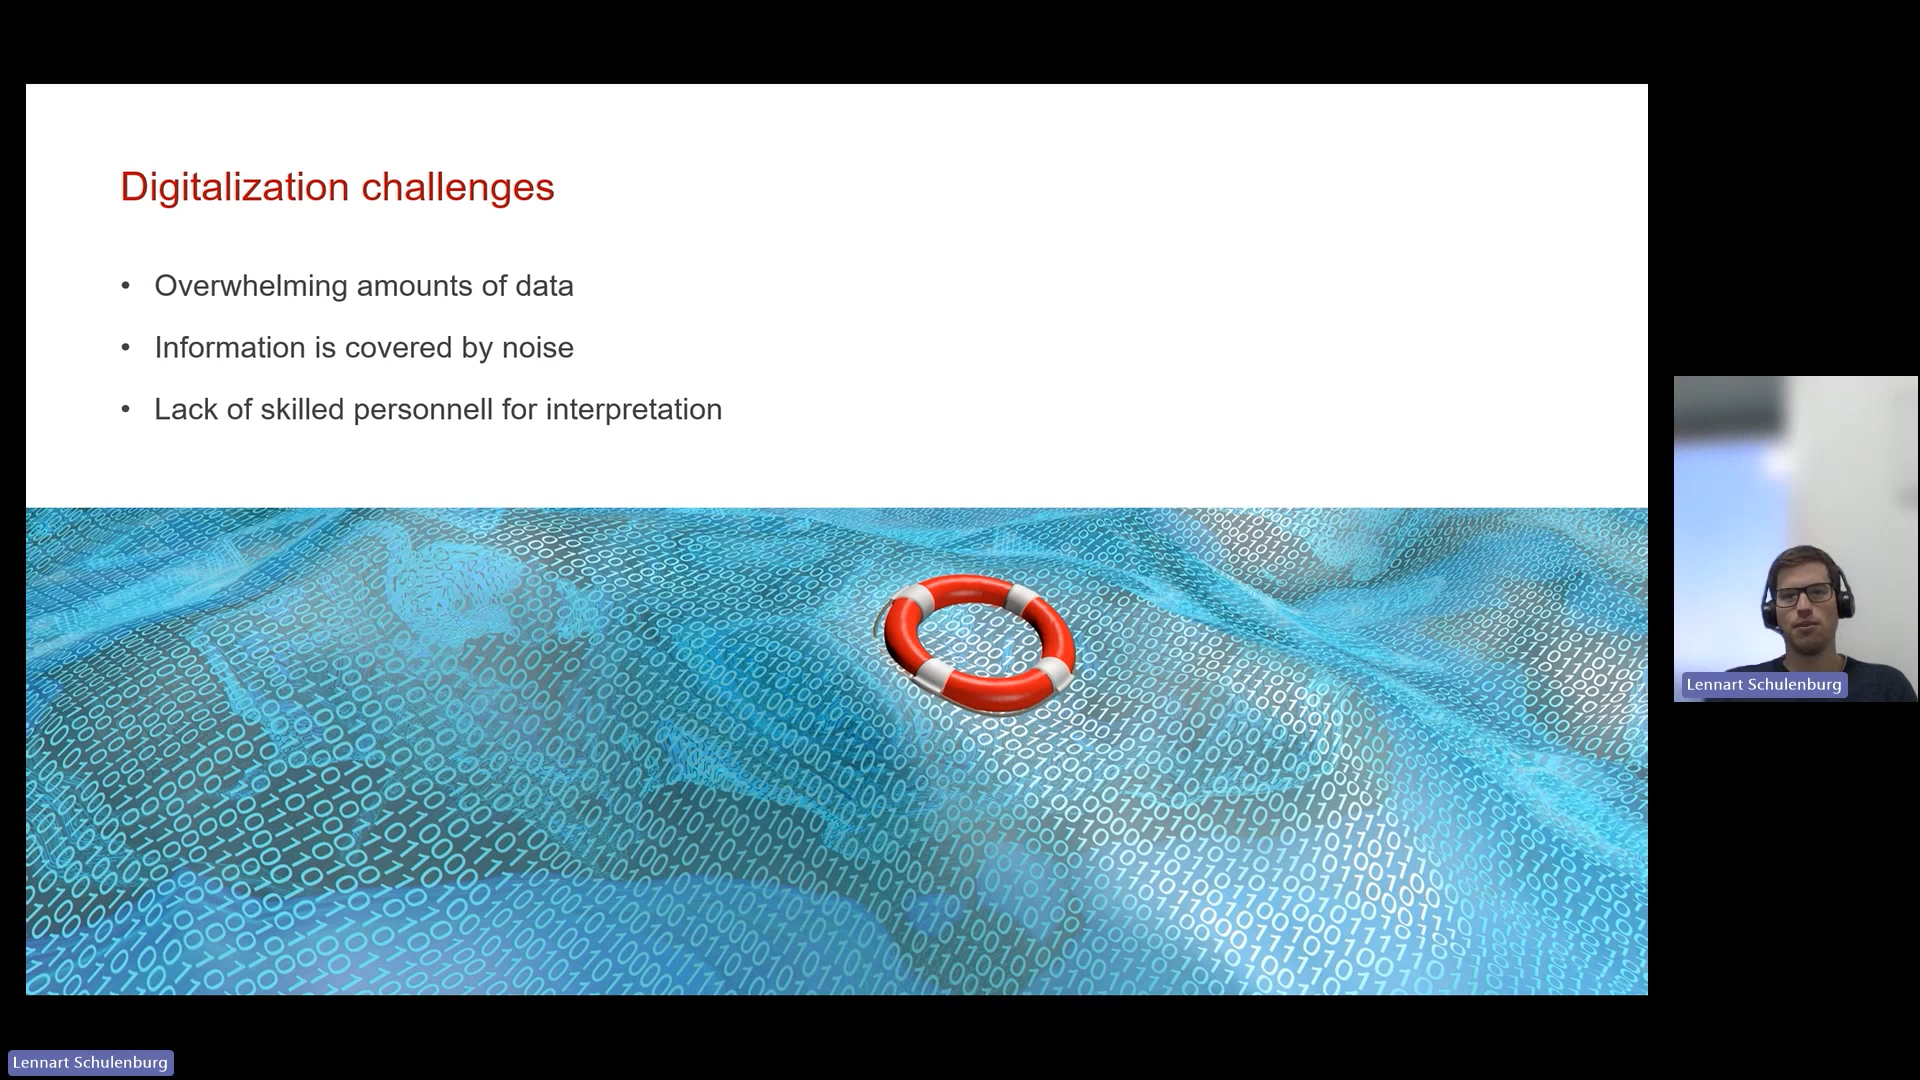 Digitalization challenges
• Overwhelming amounts of data
• Information is covered by noise
• Lack of skilled personnell for interpretation
Lennart Schulenburg
Lennart Schulenburg